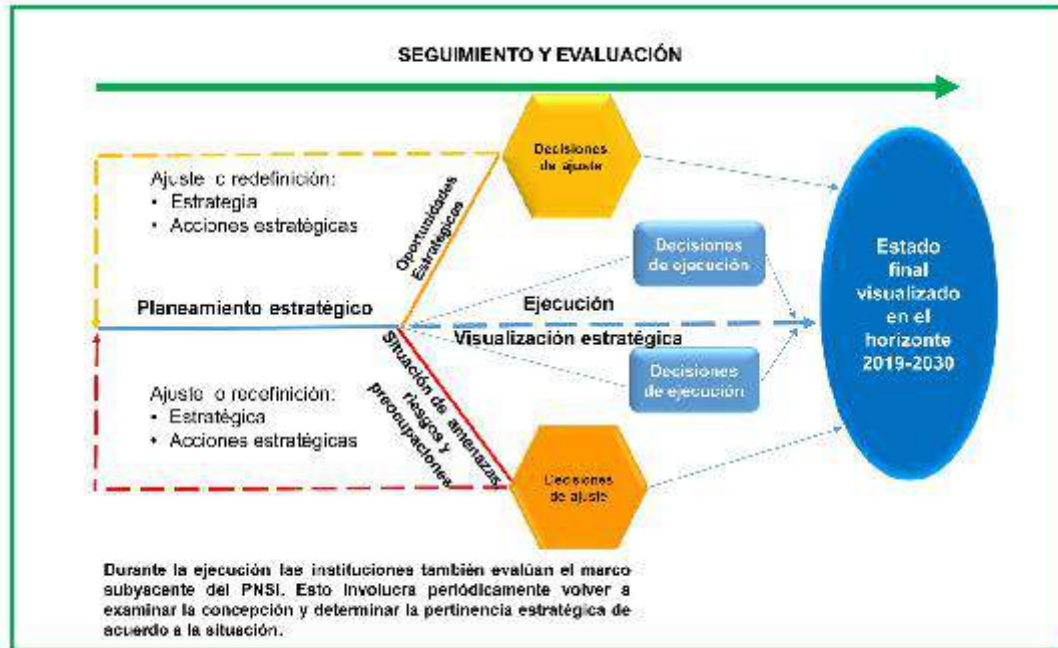 SEGUIMIENTO Y EVALUACIÓN
Decisiones
de ajuste
Ajuste o redefinición:
• Estrategia
• Acciones estratégicas
Oportunidades
Estratégicas
Decisiones
de ejecución
Planeamiento estratégico
Ejecución
Visualización estratégica
Estado
final
visualizado
en el
horizonte
2019-2030
Decisiones
de ejecución
Situación de amenazas,
riesgos y
preocupaciones
Ajuste o redefinición:
• Estratégica
• Acciones estratégicas
Decisiones
de ajuste
Durante la ejecución las instituciones también evalúan el marco
subyascente del PNSI. Esto involucra periódicamente volver a
examinar la concepción y determinar la pertinencia estratégica de
acuerdo a la situación.